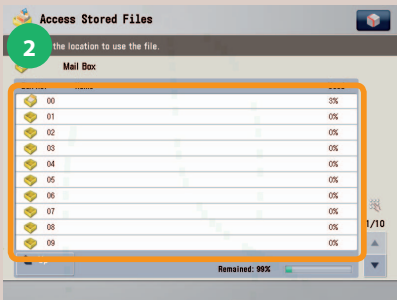 Access Stored Files
2
the location to use the file.
Mail Box
00 3%
01 0%
02 0%
03 0%
04 0%
05 0%
06 0%
07 0%
08 0%
09 0%
1/10
Up
Remained: 99%